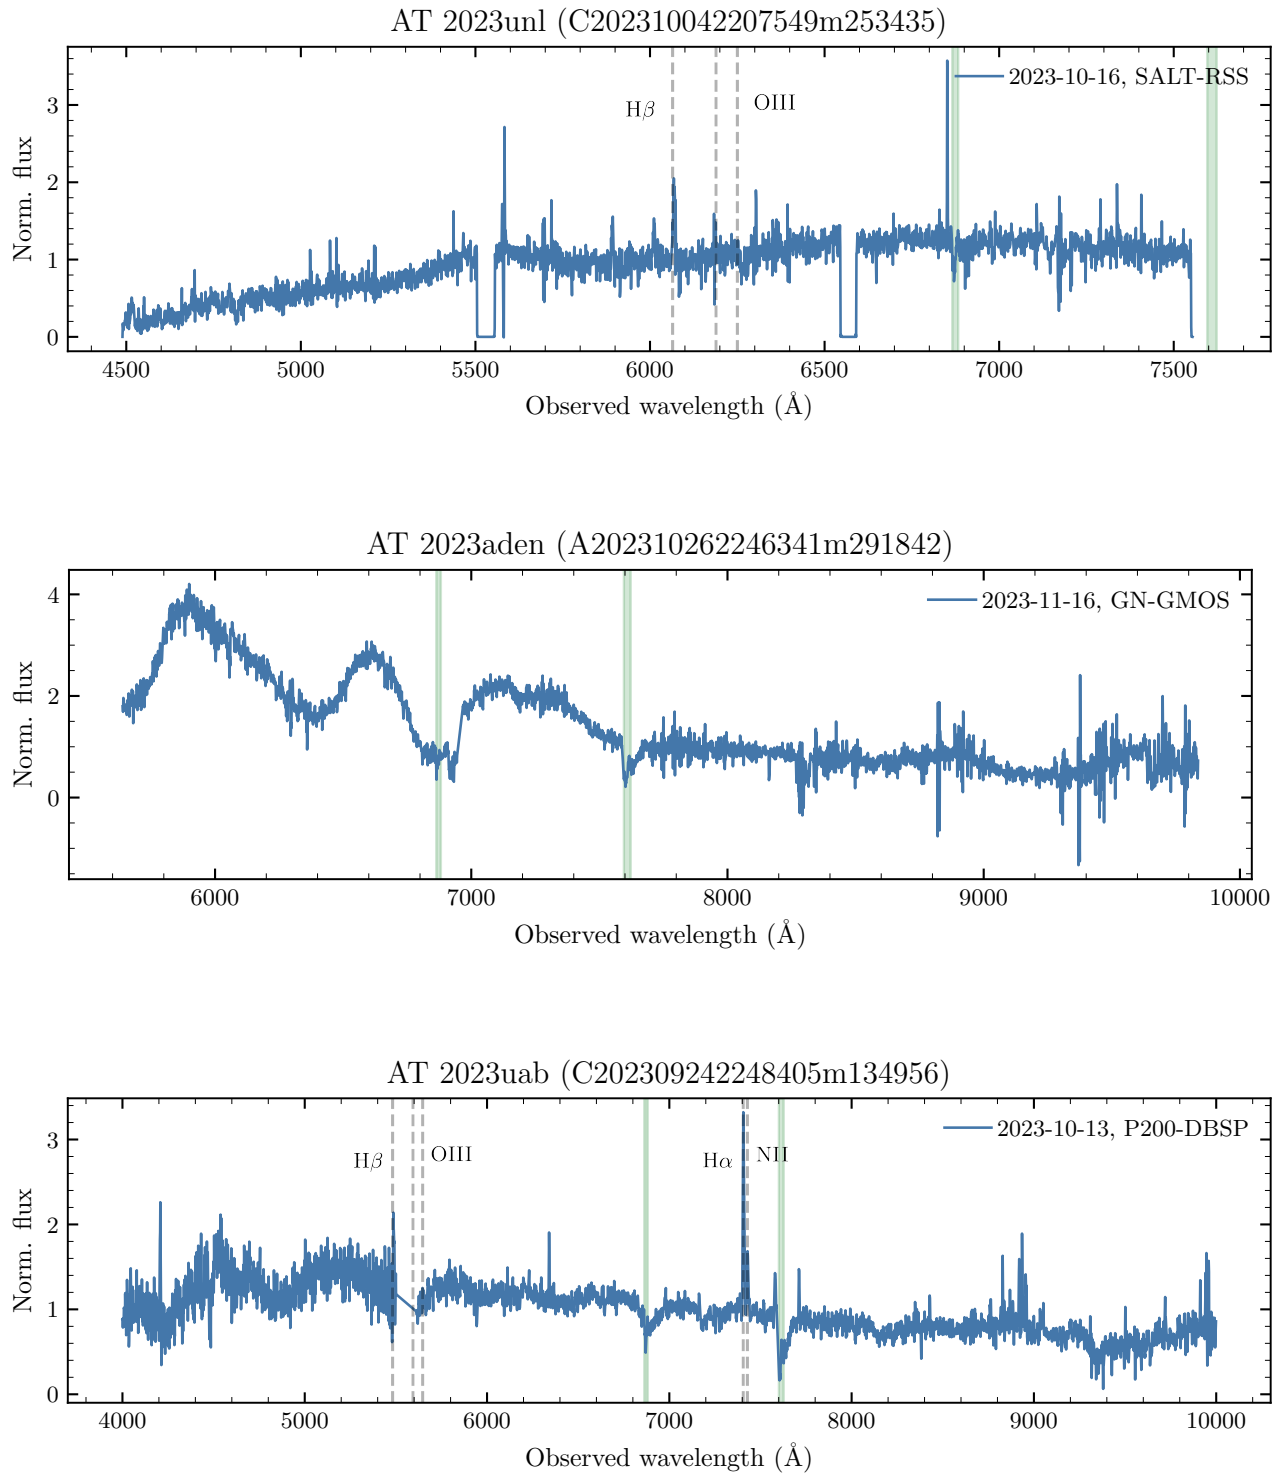 AT 2023unl (C202310042207549m253435)
2023-10-16, SALT-RSS
Hβ
OIII
Norm. flux
3
2
1
0
4500 5000 5500 6000 6500 7000 7500
Observed wavelength (Å)
AT 2023aden (A202310262246341m291842)
2023-11-16, GN-GMOS
Norm. flux
4
2
0
6000 7000 8000 9000 10000
Observed wavelength (Å)
AT 2023uab (C202309242248405m134956)
2023-10-13, P200-DBSP
Hβ
OIII
Hα
NII
Norm. flux
3
2
1
0
4000 5000 6000 7000 8000 9000 10000
Observed wavelength (Å)